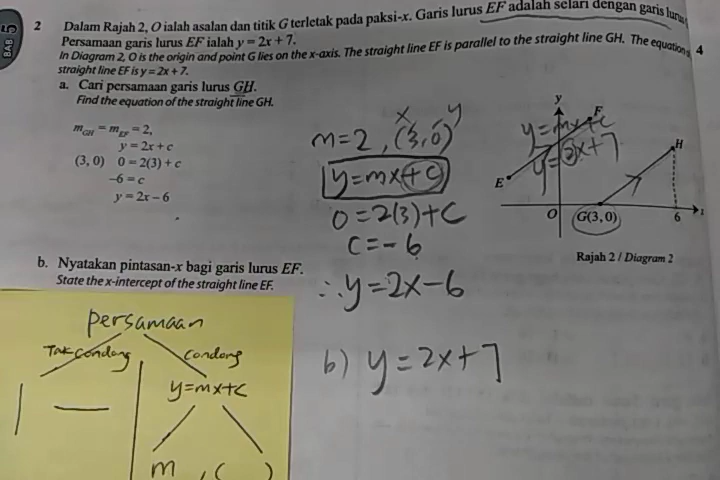 BAB 5
2 Dalam Rajah 2, O ialah asalan dan titik G terletak pada paksi-x. Garis lurus EF adalah selari dengan garis lurus
Persamaan garis lurus EF ialah y = 2x + 7.
In Diagram 2, O is the origin and point G lies on the x-axis. The straight line EF is parallel to the straight line GH. The equation
straight line EF is y = 2x + 7.
4
a. Cari persamaan garis lurus GH.
Find the equation of the straight line GH.
m_GH = m_EF = 2,
y = 2x + c
(3, 0) 0 = 2(3) + c
-6 = c
y = 2x - 6
x y
m=2, (3,0)
y=mx+c
0=2(3)+c
c=-6
∴y=2x-6
y
F
y=mx+c
y=2x+7
H
E
O G(3, 0) 6 x
Rajah 2 / Diagram 2
b. Nyatakan pintasan-x bagi garis lurus EF.
State the x-intercept of the straight line EF.
b) y=2x+7
persamaan
Tak condong condong
y=mx+c
m , ( )